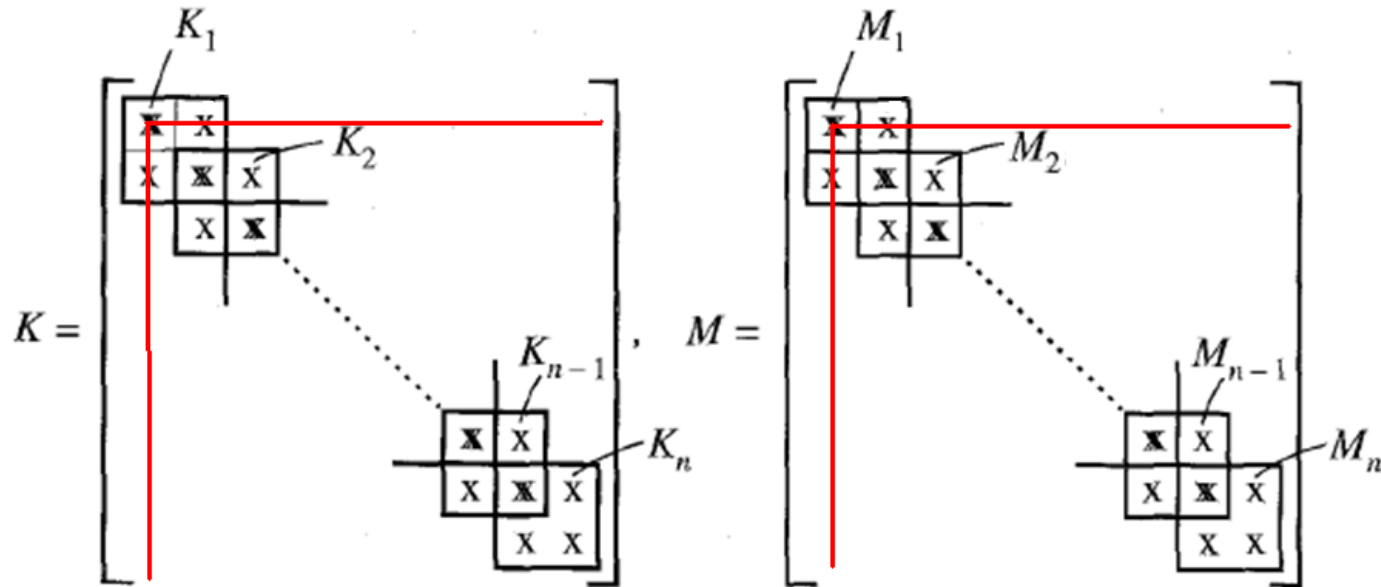 K₁ M₁
x x x x
K₂ M₂
x x x x x x
x x x x
K = , M =
Kₙ₋₁ Mₙ₋₁
x x x x
Kₙ Mₙ
x x x x x x
x x x x